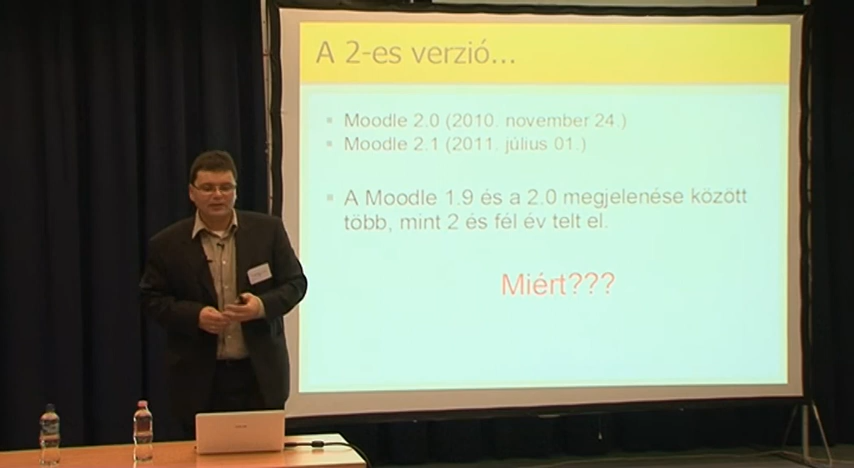 A 2-es verzió...
Moodle 2.0 (2010. november 24.)
Moodle 2.1 (2011. július 01.)
A Moodle 1.9 és a 2.0 megjelenése között
több, mint 2 és fél év telt el.
Miért???